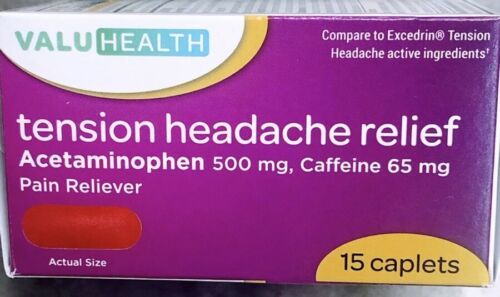 VALUHEALTH
Compare to Excedrin® Tension
Headache active ingredients†
tension headache relief
Acetaminophen 500 mg, Caffeine 65 mg
Pain Reliever
Actual Size
15 caplets